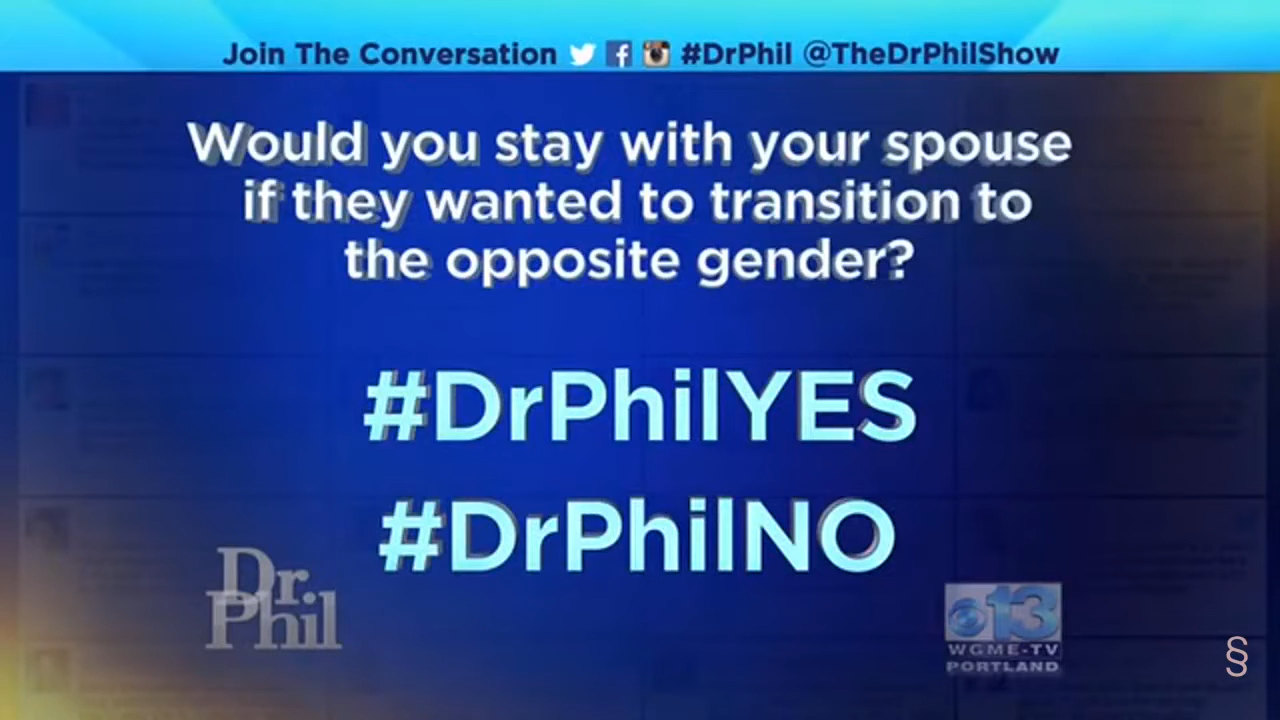 Join The Conversation #DrPhil @TheDrPhilShow
Would you stay with your spouse
if they wanted to transition to
the opposite gender?
#DrPhilYES
#DrPhilNO
Dr.
Phil
13
WGME-TV
PORTLAND
§